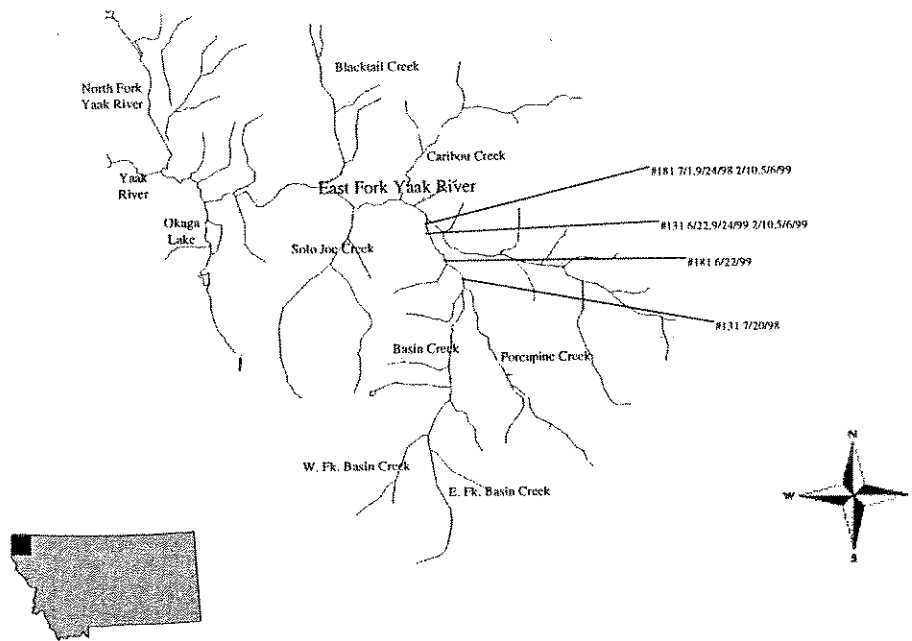 Blacktail Creek
North Fork
Yaak River
Caribou Creek
#181 7/1,9/24/98 2/10,5/6/99
Yaak
River
East Fork Yaak River
Okaga
Lake
#131 6/22,9/24/99 2/10,5/6/99
Solo Joe Creek
#181 6/22/99
#131 7/20/98
Basin Creek
Porcupine Creek
W. Fk. Basin Creek
E. Fk. Basin Creek
N
W
E
S